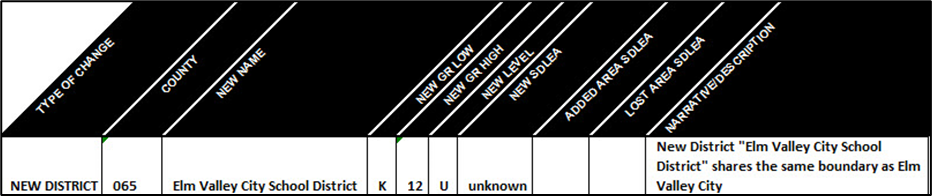 TYPE OF CHANGE
COUNTY
NEW NAME
NEW GR LOW
NEW GR HIGH
NEW LEVEL
NEW SDLEA
ADDED AREA SDLEA
LOST AREA SDLEA
NARRATIVE/DESCRIPTION
NEW DISTRICT 065 Elm Valley City School District K 12 U unknown
New District "Elm Valley City School
District" shares the same boundary as Elm
Valley City